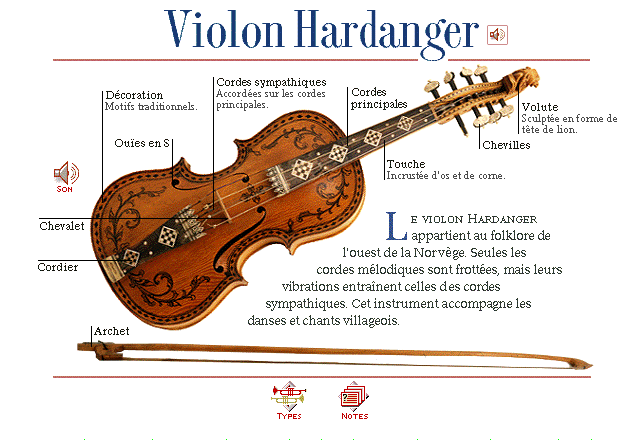 Violon Hardanger
Décoration
Motifs traditionnels.
Cordes sympathiques
Accordées sur les cordes
principales.
Cordes
principales
Volute
Sculptée en forme de
tête de lion.
Chevilles
Ouïes en S
Touche
Incrustée d'os et de corne.
Son
Chevalet
Cordier
Le violon Hardanger
appartient au folklore de
l'ouest de la Norvège. Seules les
cordes mélodiques sont frottées, mais leurs
vibrations entraînent celles des cordes
sympathiques. Cet instrument accompagne les
danses et chants villageois.
Archet
Types
Notes